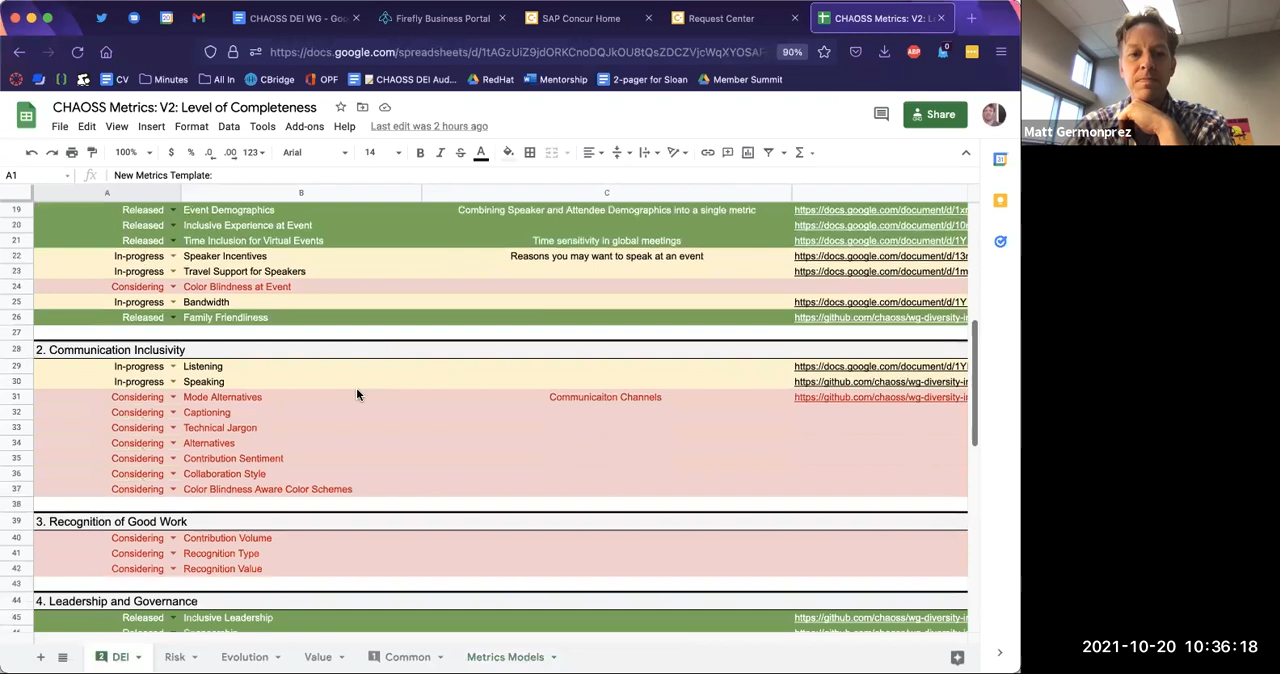 CHAOSS DEI WG - Goo
Firefly Business Portal
SAP Concur Home
Request Center
CHAOSS Metrics: V2: L
https://docs.google.com/spreadsheets/d/1tAGzUiZ9jdORKCnoDQJkOU8tQsZDCZVjcWqXYOSAF
90%
CV
Minutes
All In
CBridge
OPF
CHAOSS DEI Aud...
RedHat
Mentorship
2-pager for Sloan
Member Summit
CHAOSS Metrics: V2: Level of Completeness
Share
File Edit View Insert Format Data Tools Add-ons Help Last edit was 2 hours ago
100% $ % .0 .00 123 Arial 14 B I S A
A1 fx New Metrics Template:
A B C
19 Released Event Demographics Combining Speaker and Attendee Demographics into a single metric https://docs.google.com/document/d/1xr
20 Released Inclusive Experience at Event https://docs.google.com/document/d/10
21 Released Time Inclusion for Virtual Events Time sensitivity in global meetings https://docs.google.com/document/d/1Y
22 In-progress Speaker Incentives Reasons you may want to speak at an event https://docs.google.com/document/d/13r
23 In-progress Travel Support for Speakers https://docs.google.com/document/d/1m
24 Considering Color Blindness at Event
25 In-progress Bandwidth https://docs.google.com/document/d/1Y
26 Released Family Friendliness https://github.com/chaoss/wg-diversity-i
27
28 2. Communication Inclusivity
29 In-progress Listening https://docs.google.com/document/d/1Y
30 In-progress Speaking https://github.com/chaoss/wg-diversity-i
31 Considering Mode Alternatives Communicaiton Channels https://github.com/chaoss/wg-diversity-i
32 Considering Captioning
33 Considering Technical Jargon
34 Considering Alternatives
35 Considering Contribution Sentiment
36 Considering Collaboration Style
37 Considering Color Blindness Aware Color Schemes
38
39 3. Recognition of Good Work
40 Considering Contribution Volume
41 Considering Recognition Type
42 Considering Recognition Value
43
44 4. Leadership and Governance
45 Released Inclusive Leadership https://github.com/chaoss/wg-diversity-i
2 DEI Risk Evolution Value 1 Common Metrics Models
Matt Germonprez
2021-10-20 10:36:18